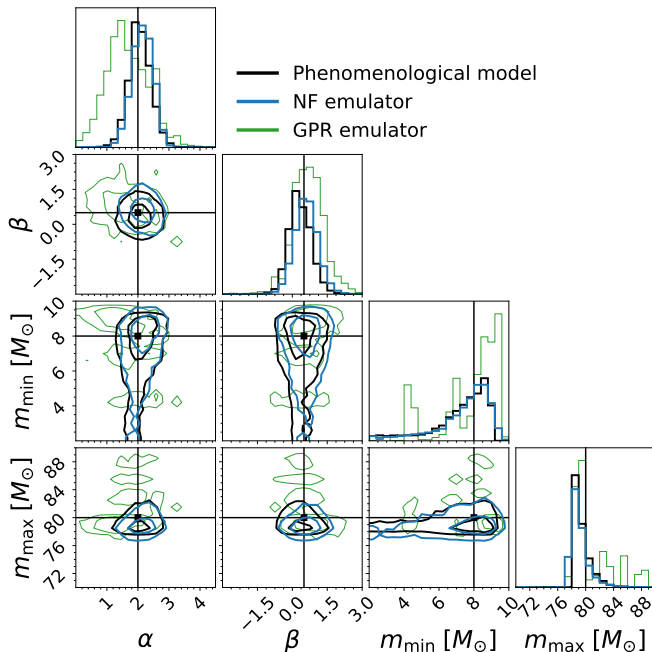 Phenomenological model
NF emulator
GPR emulator
3.0
1.5
0.0
−1.5
β
10
8
6
4
m_min [M_⊙]
88
84
80
76
72
m_max [M_⊙]
1 2 3 4
α
−1.5 0.0 1.5 3.0
β
4 6 8 10
m_min [M_⊙]
72 76 80 84 88
m_max [M_⊙]